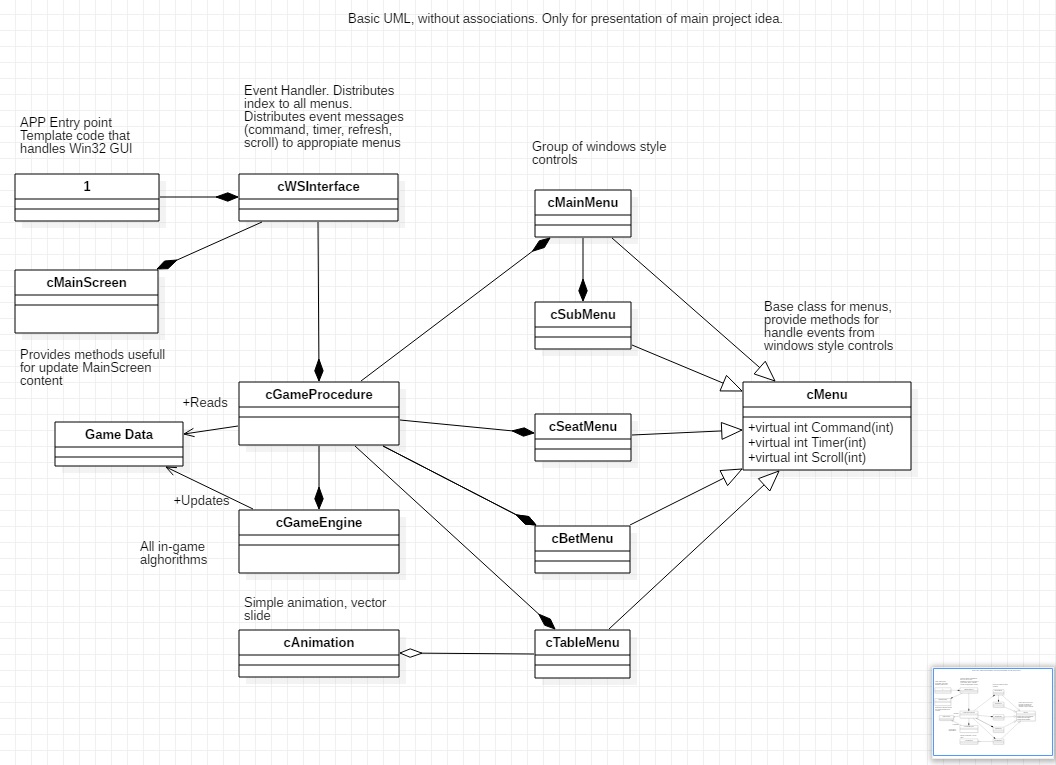 Basic UML, without associations. Only for presentation of main project idea.
Event Handler. Distributes
index to all menus.
Distributes event messages
(command, timer, refresh,
scroll) to appropiate menus
APP Entry point
Template code that
handles Win32 GUI
Group of windows style
controls
1
cWSInterface
cMainMenu
cMainScreen
cSubMenu
Base class for menus,
provide methods for
handle events from
windows style controls
Provides methods usefull
for update MainScreen
content
cGameProcedure
cMenu
+Reads
Game Data
cSeatMenu
+virtual int Command(int)
+virtual int Timer(int)
+virtual int Scroll(int)
+Updates
cGameEngine
cBetMenu
All in-game
alghorithms
Simple animation, vector
slide
cAnimation
cTableMenu